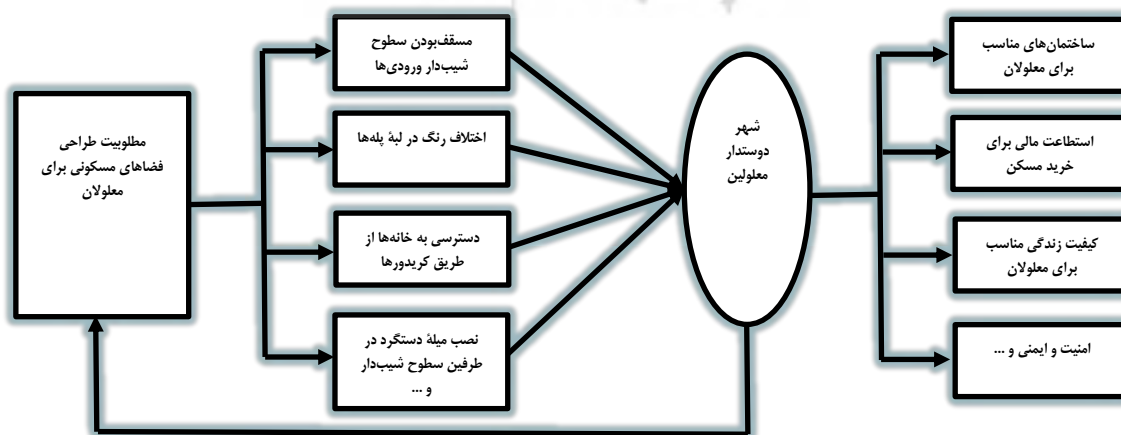 مطلوبیت طراحی
فضاهای مسکونی برای
معلولان
مسقف‌بودن سطوح
شیب‌دار ورودی‌ها
اختلاف رنگ در لبۀ پله‌ها
دسترسی به خانه‌ها از
طریق کریدورها
نصب میلۀ دستگرد در
طرفین سطوح شیب‌دار
و ...
شهر
دوستدار
معلولین
ساختمان‌های مناسب
برای معلولان
استطاعت مالی برای
خرید مسکن
کیفیت زندگی مناسب
برای معلولان
امنیت و ایمنی و ...